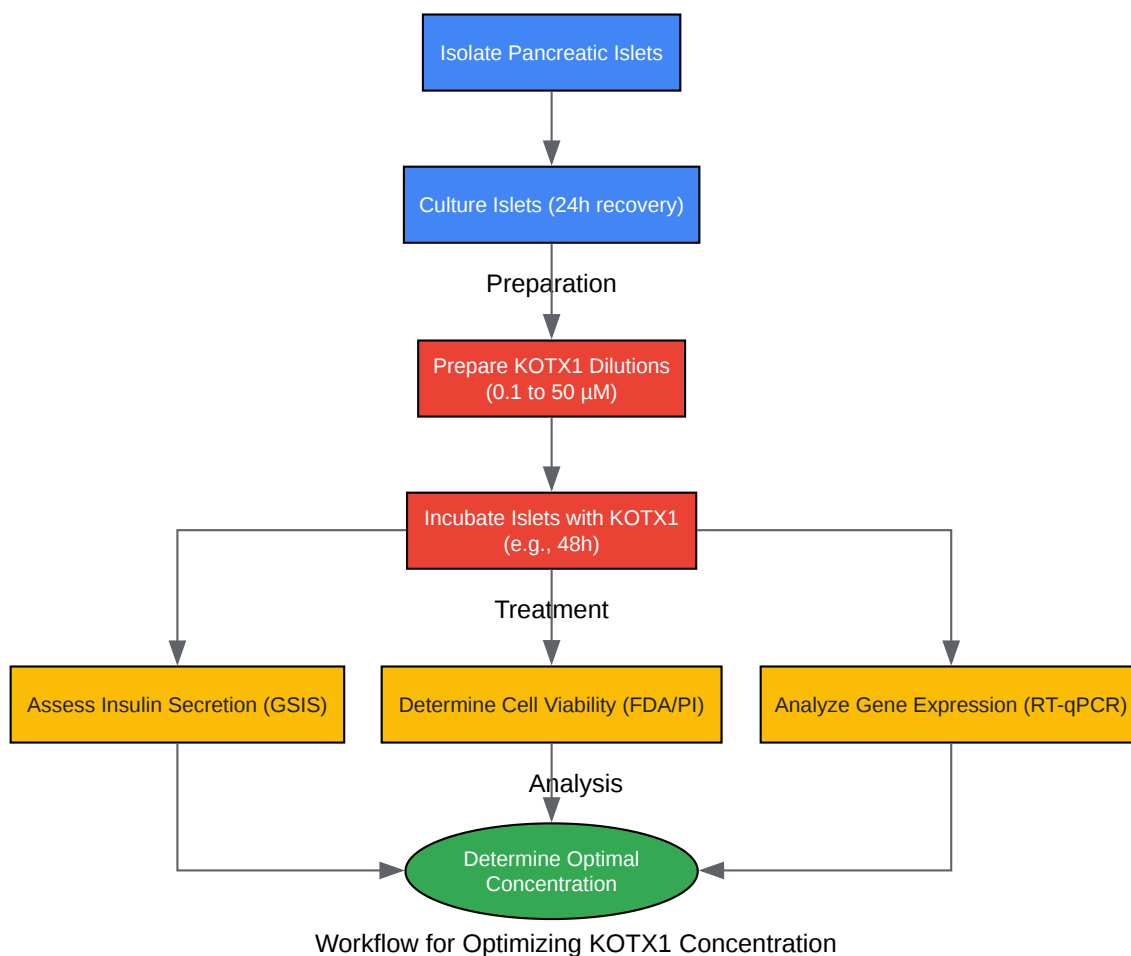 Isolate Pancreatic Islets
Culture Islets (24h recovery)
Preparation
Prepare KOTX1 Dilutions
(0.1 to 50 µM)
Incubate Islets with KOTX1
(e.g., 48h)
Treatment
Assess Insulin Secretion (GSIS)
Determine Cell Viability (FDA/PI)
Analyze Gene Expression (RT-qPCR)
Analysis
Determine Optimal
Concentration
Workflow for Optimizing KOTX1 Concentration